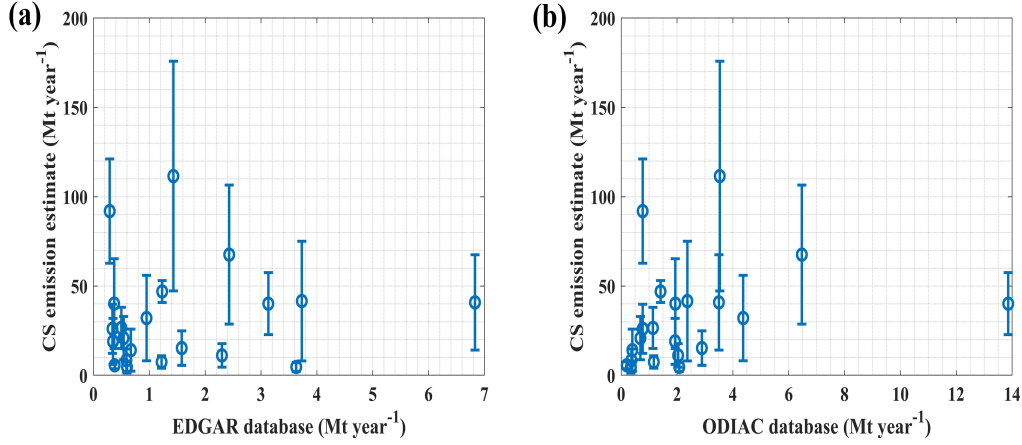 (a)
200
150
100
50
0
CS emission estimate (Mt year⁻¹)
0 1 2 3 4 5 6 7
EDGAR database (Mt year⁻¹)
(b)
200
150
100
50
0
CS emission estimate (Mt year⁻¹)
0 2 4 6 8 10 12 14
ODIAC database (Mt year⁻¹)